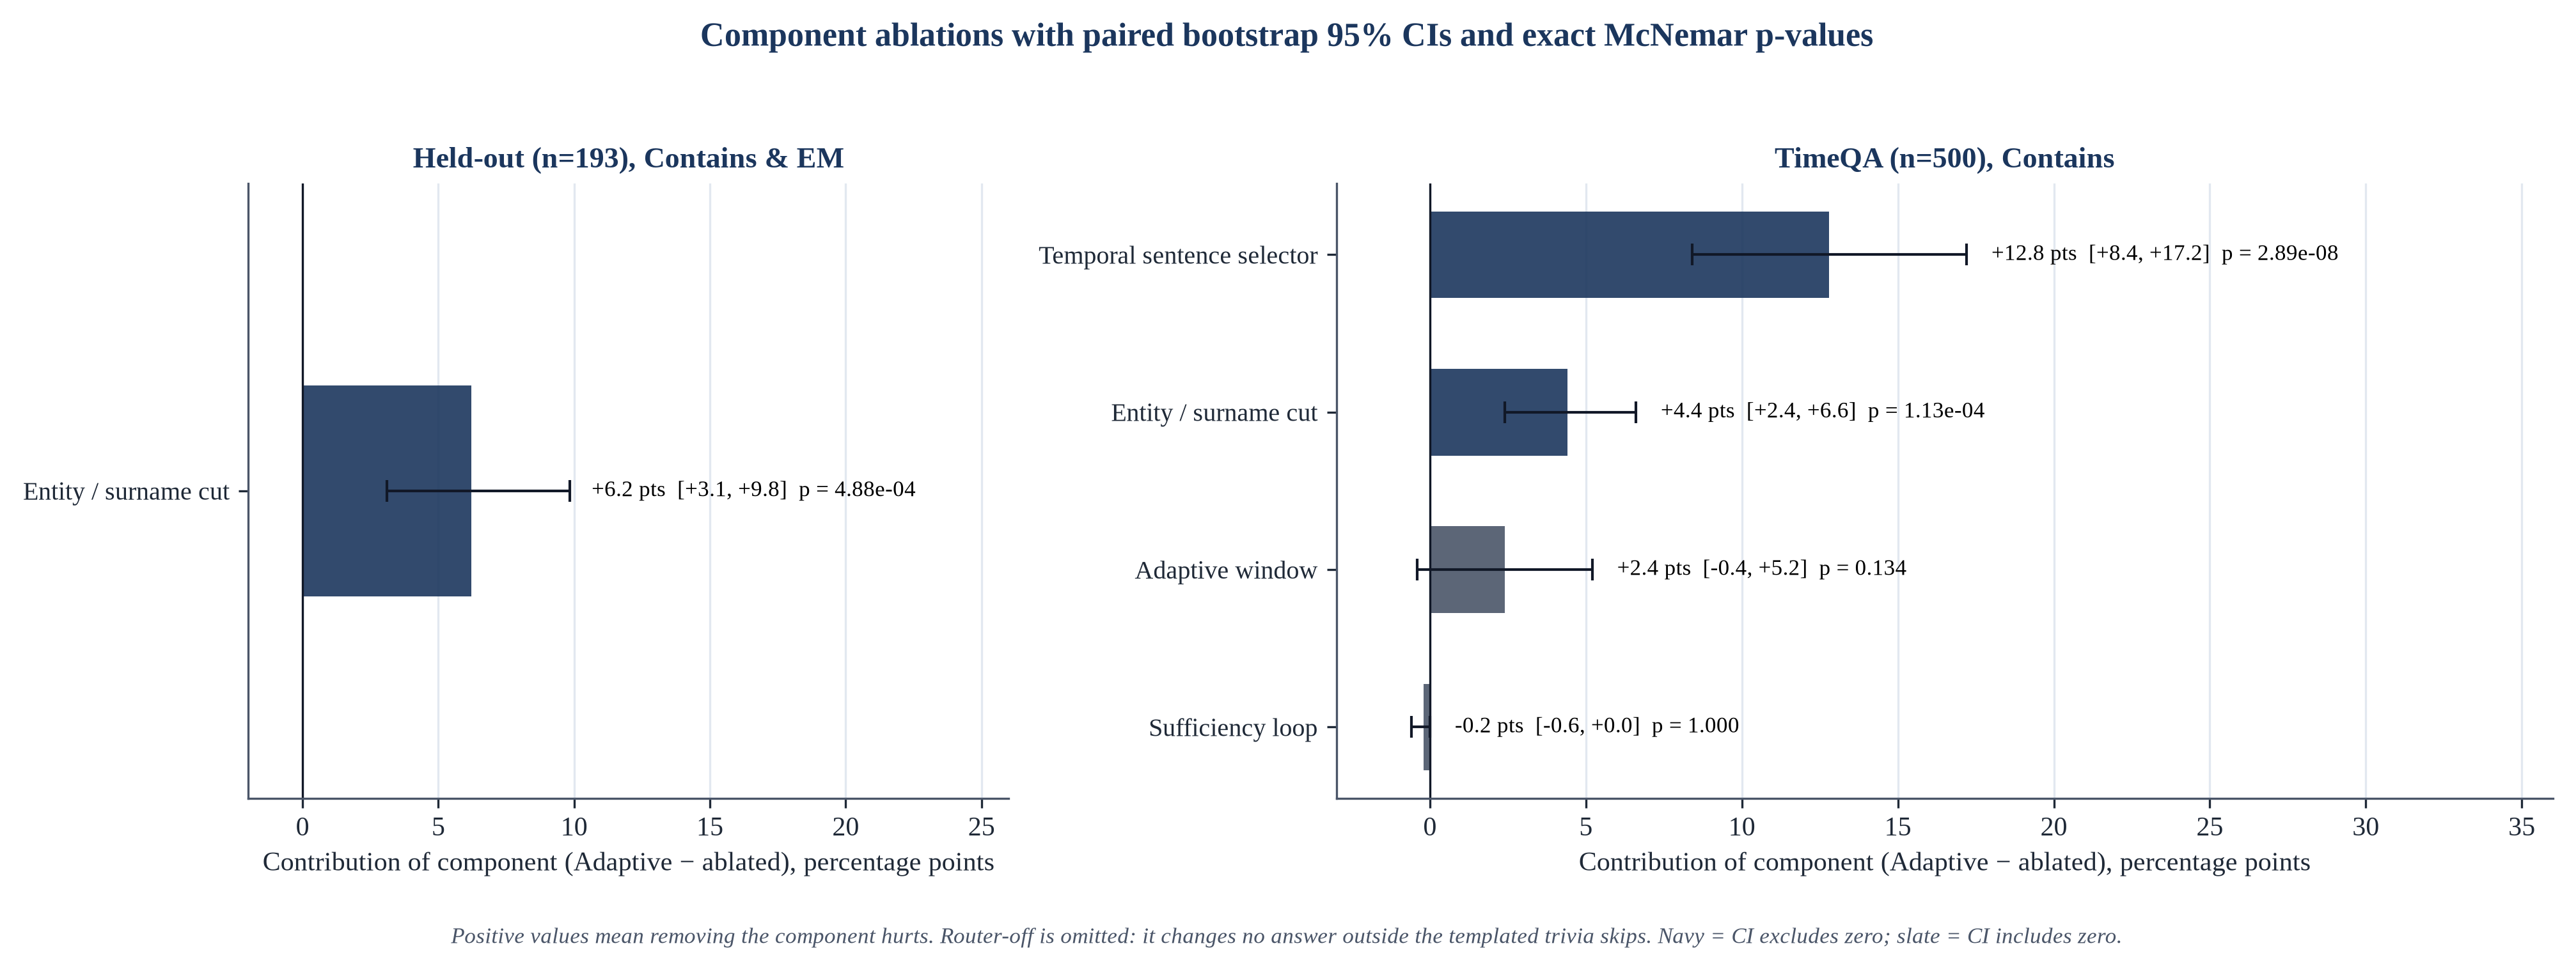 Component ablations with paired bootstrap 95% CIs and exact McNemar p-values
Held-out (n=193), Contains & EM
Entity / surname cut
+6.2 pts [+3.1, +9.8] p = 4.88e-04
0 5 10 15 20 25
Contribution of component (Adaptive − ablated), percentage points
TimeQA (n=500), Contains
Temporal sentence selector
+12.8 pts [+8.4, +17.2] p = 2.89e-08
Entity / surname cut
+4.4 pts [+2.4, +6.6] p = 1.13e-04
Adaptive window
+2.4 pts [-0.4, +5.2] p = 0.134
Sufficiency loop
-0.2 pts [-0.6, +0.0] p = 1.000
0 5 10 15 20 25 30 35
Contribution of component (Adaptive − ablated), percentage points
Positive values mean removing the component hurts. Router-off is omitted: it changes no answer outside the templated trivia skips. Navy = CI excludes zero; slate = CI includes zero.